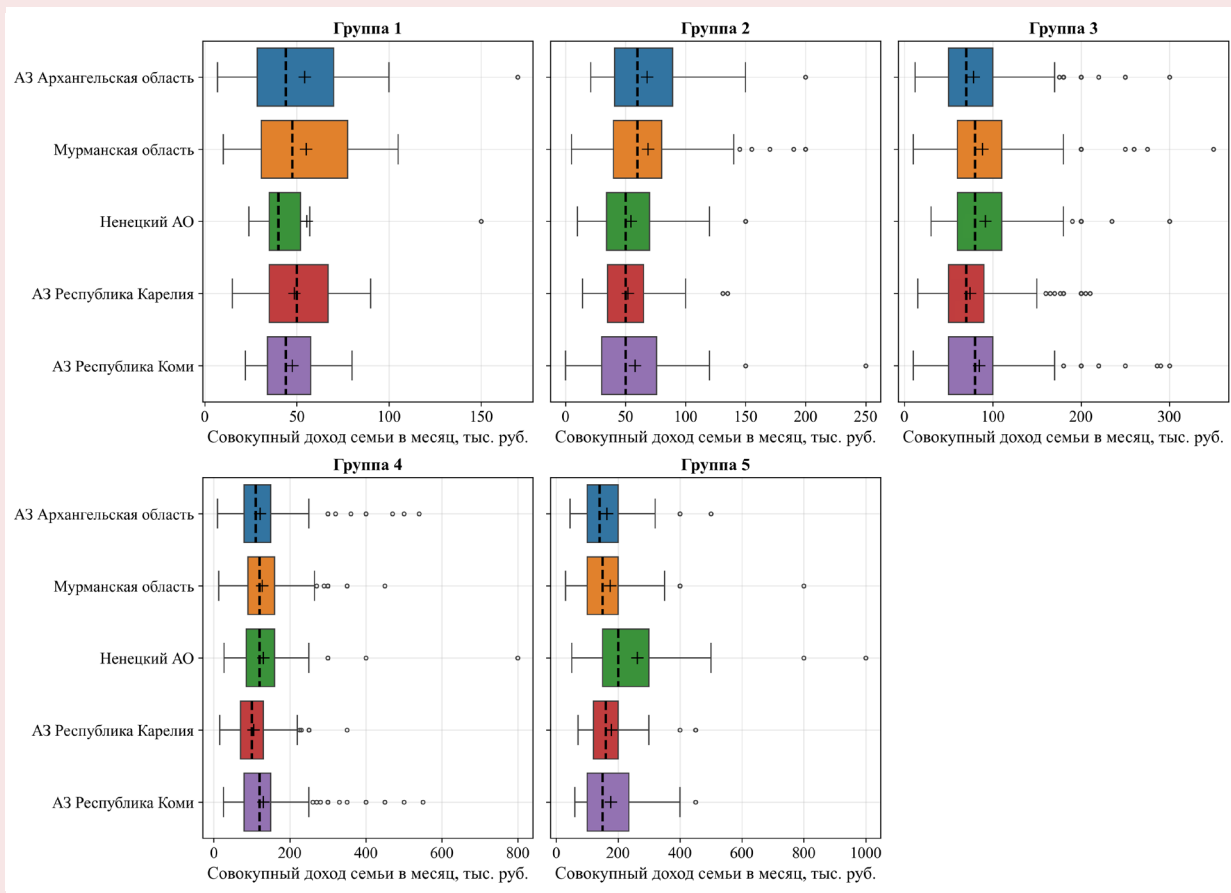 Группа 1
Группа 2
Группа 3
АЗ Архангельская область
Мурманская область
Ненецкий АО
АЗ Республика Карелия
АЗ Республика Коми
0 50 100 150
0 50 100 150 200 250
0 100 200 300
Совокупный доход семьи в месяц, тыс. руб.
Совокупный доход семьи в месяц, тыс. руб.
Совокупный доход семьи в месяц, тыс. руб.
Группа 4
Группа 5
АЗ Архангельская область
Мурманская область
Ненецкий АО
АЗ Республика Карелия
АЗ Республика Коми
0 200 400 600 800
0 200 400 600 800 1000
Совокупный доход семьи в месяц, тыс. руб.
Совокупный доход семьи в месяц, тыс. руб.